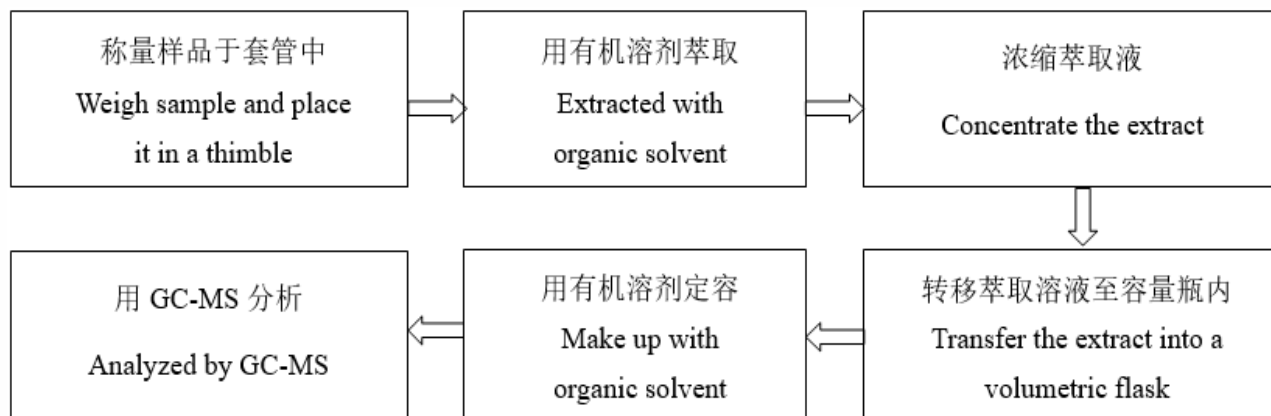 称量样品于套管中
Weigh sample and place
it in a thimble
用有机溶剂萃取
Extracted with
organic solvent
浓缩萃取液
Concentrate the extract
转移萃取溶液至容量瓶内
Transfer the extract into a
volumetric flask
用有机溶剂定容
Make up with
organic solvent
用 GC-MS 分析
Analyzed by GC-MS